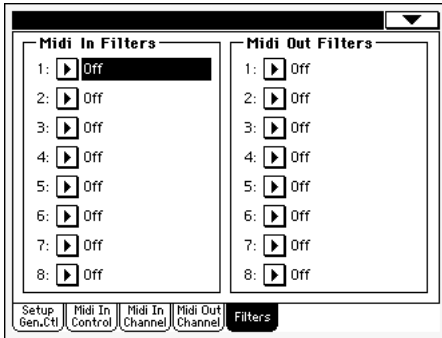 Midi In Filters
1: Off
2: Off
3: Off
4: Off
5: Off
6: Off
7: Off
8: Off
Midi Out Filters
1: Off
2: Off
3: Off
4: Off
5: Off
6: Off
7: Off
8: Off
Setup Gen.Ctl
Midi In Control
Midi In Channel
Midi Out Channel
Filters